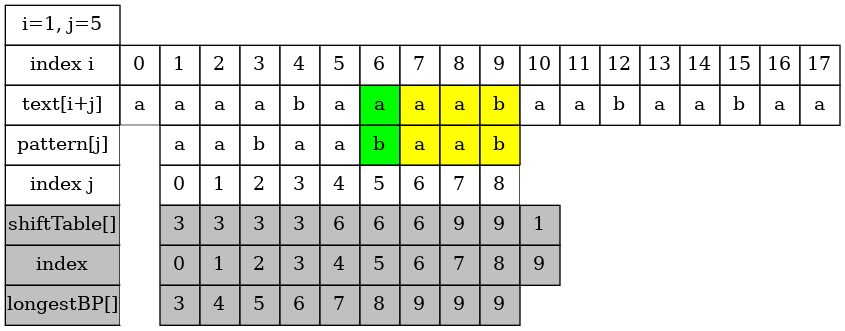 i=1, j=5
index i 0 1 2 3 4 5 6 7 8 9 10 11 12 13 14 15 16 17
text[i+j] a a a a b a a a a b a a b a a b a a
pattern[j] a a b a a b a a b
index j 0 1 2 3 4 5 6 7 8
shiftTable[] 3 3 3 3 6 6 6 9 9 1
index 0 1 2 3 4 5 6 7 8 9
longestBP[] 3 4 5 6 7 8 9 9 9